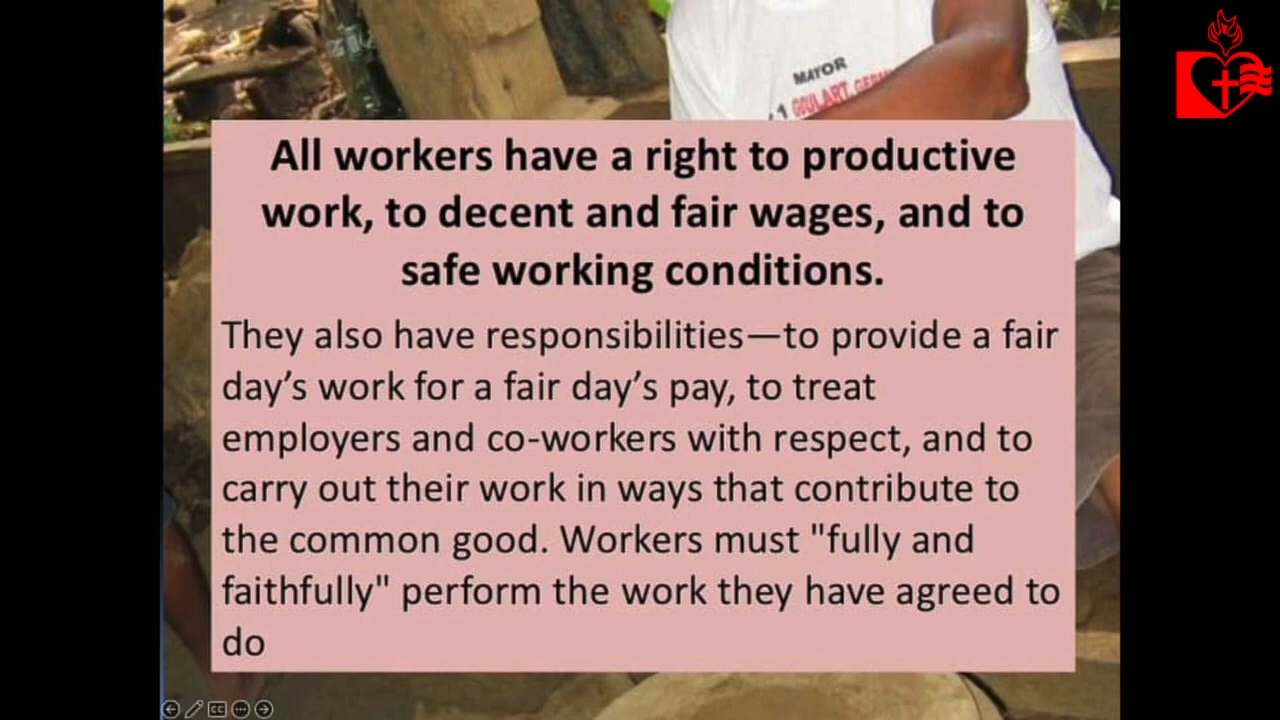 MAYOR
All workers have a right to productive
work, to decent and fair wages, and to
safe working conditions.
They also have responsibilities—to provide a fair
day’s work for a fair day’s pay, to treat
employers and co-workers with respect, and to
carry out their work in ways that contribute to
the common good. Workers must "fully and
faithfully" perform the work they have agreed to
do
CC